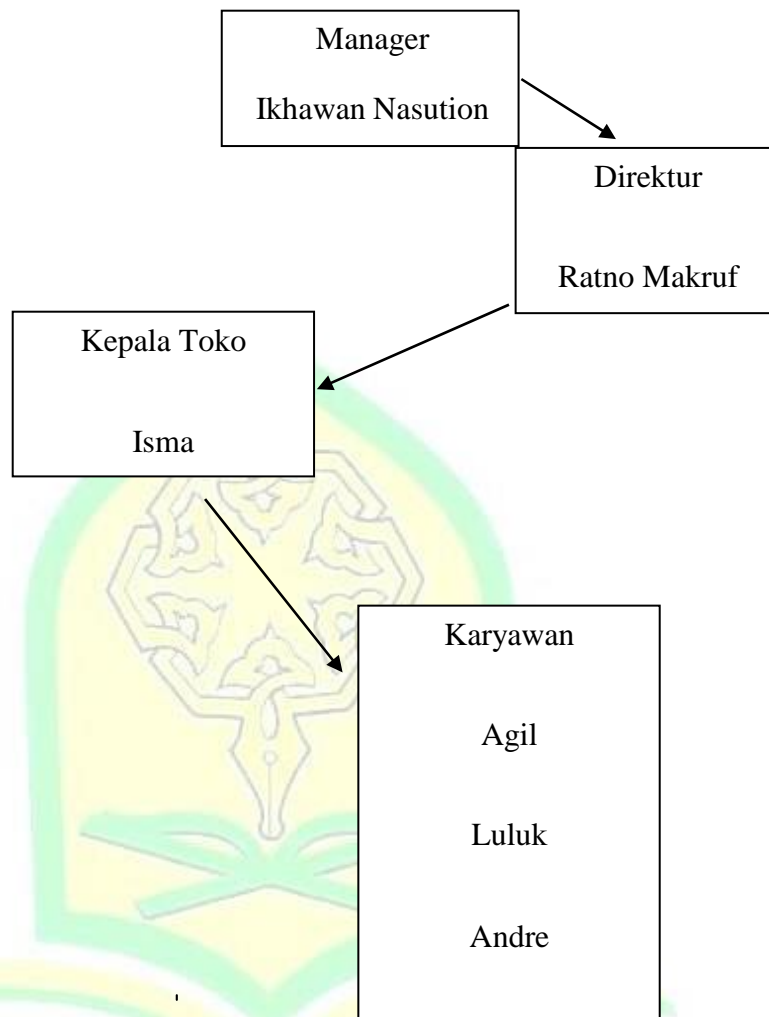 Manager
Ikhawan Nasution
Direktur
Ratno Makruf
Kepala Toko
Isma
Karyawan
Agil
Luluk
Andre